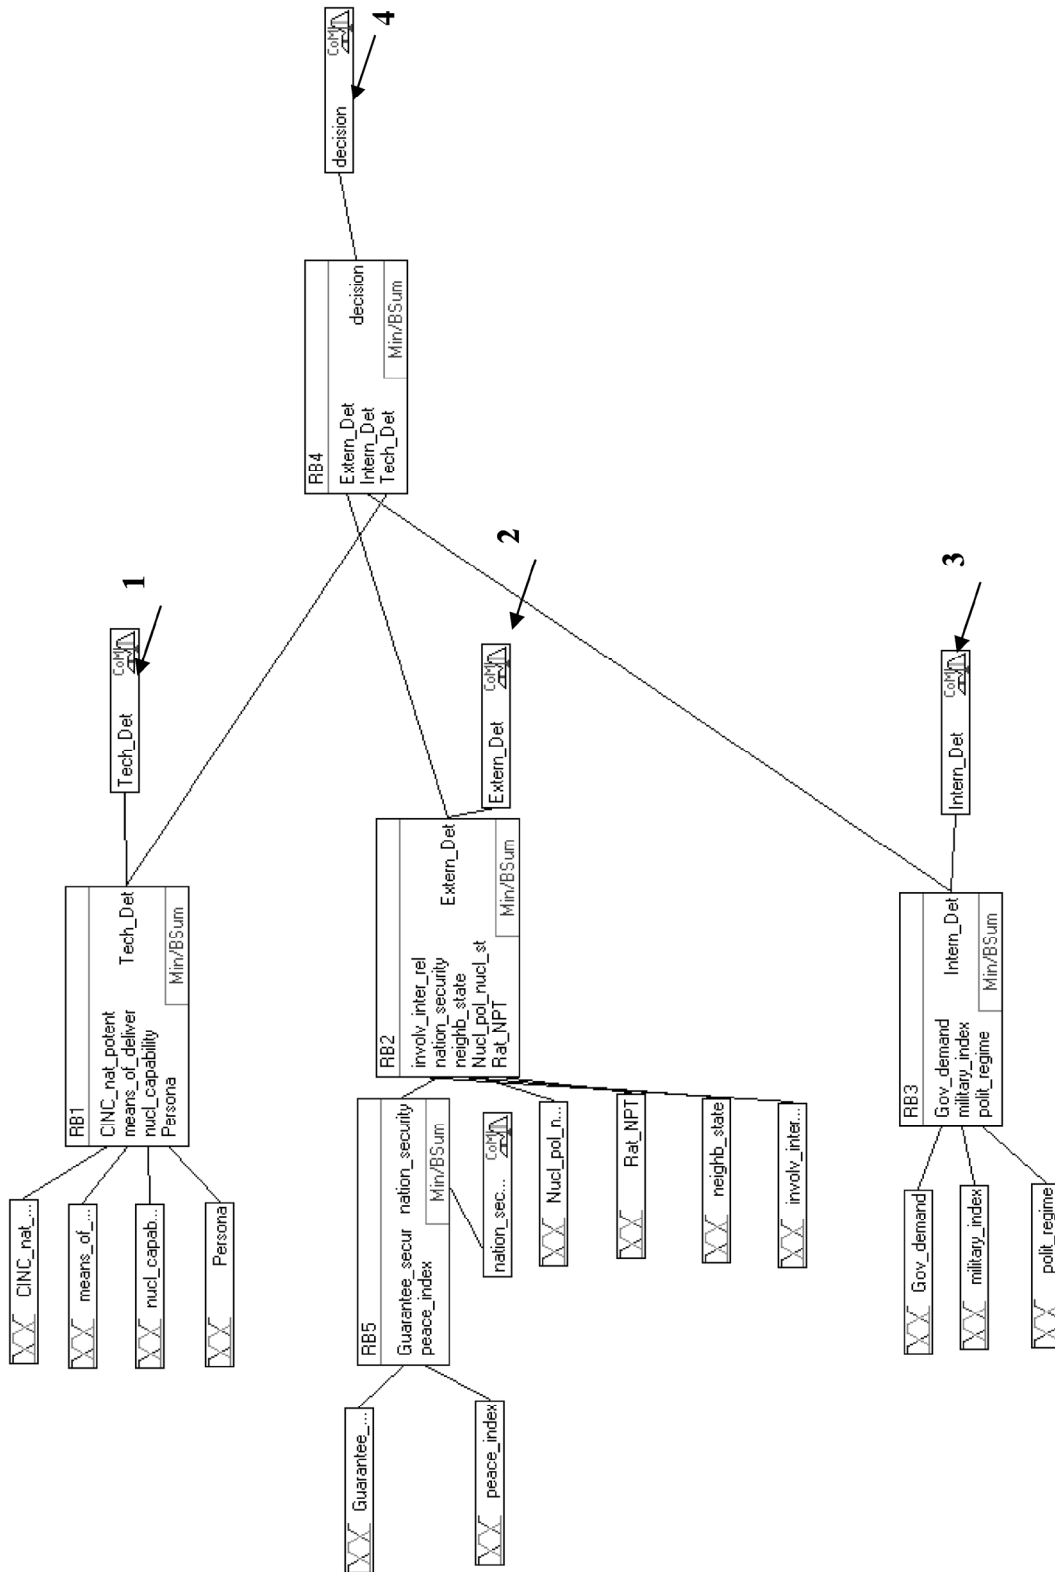 CINC_nat_...
means_of_...
nucl_capab...
Persona
RB1
CINC_nat_potent
means_of_deliver
nucl_capability
Persona
Tech_Det
Min/BSum
Tech_Det
CoM
1
Guarantee_...
peace_index
RB5
Guarantee_secur
peace_index
nation_security
Min/BSum
nation_sec...
CoM
Nucl_pol_n...
Rat_NPT
neighb_state
involv_inter...
RB2
involv_inter_rel
nation_security
neighb_state
Nucl_pol_nucl_st
Rat_NPT
Extern_Det
Min/BSum
Extern_Det
CoM
2
Gov_demand
military_index
polit_regime
RB3
Gov_demand
military_index
polit_regime
Intern_Det
Min/BSum
Intern_Det
CoM
3
RB4
Extern_Det
Intern_Det
Tech_Det
decision
Min/BSum
decision
CoM
4